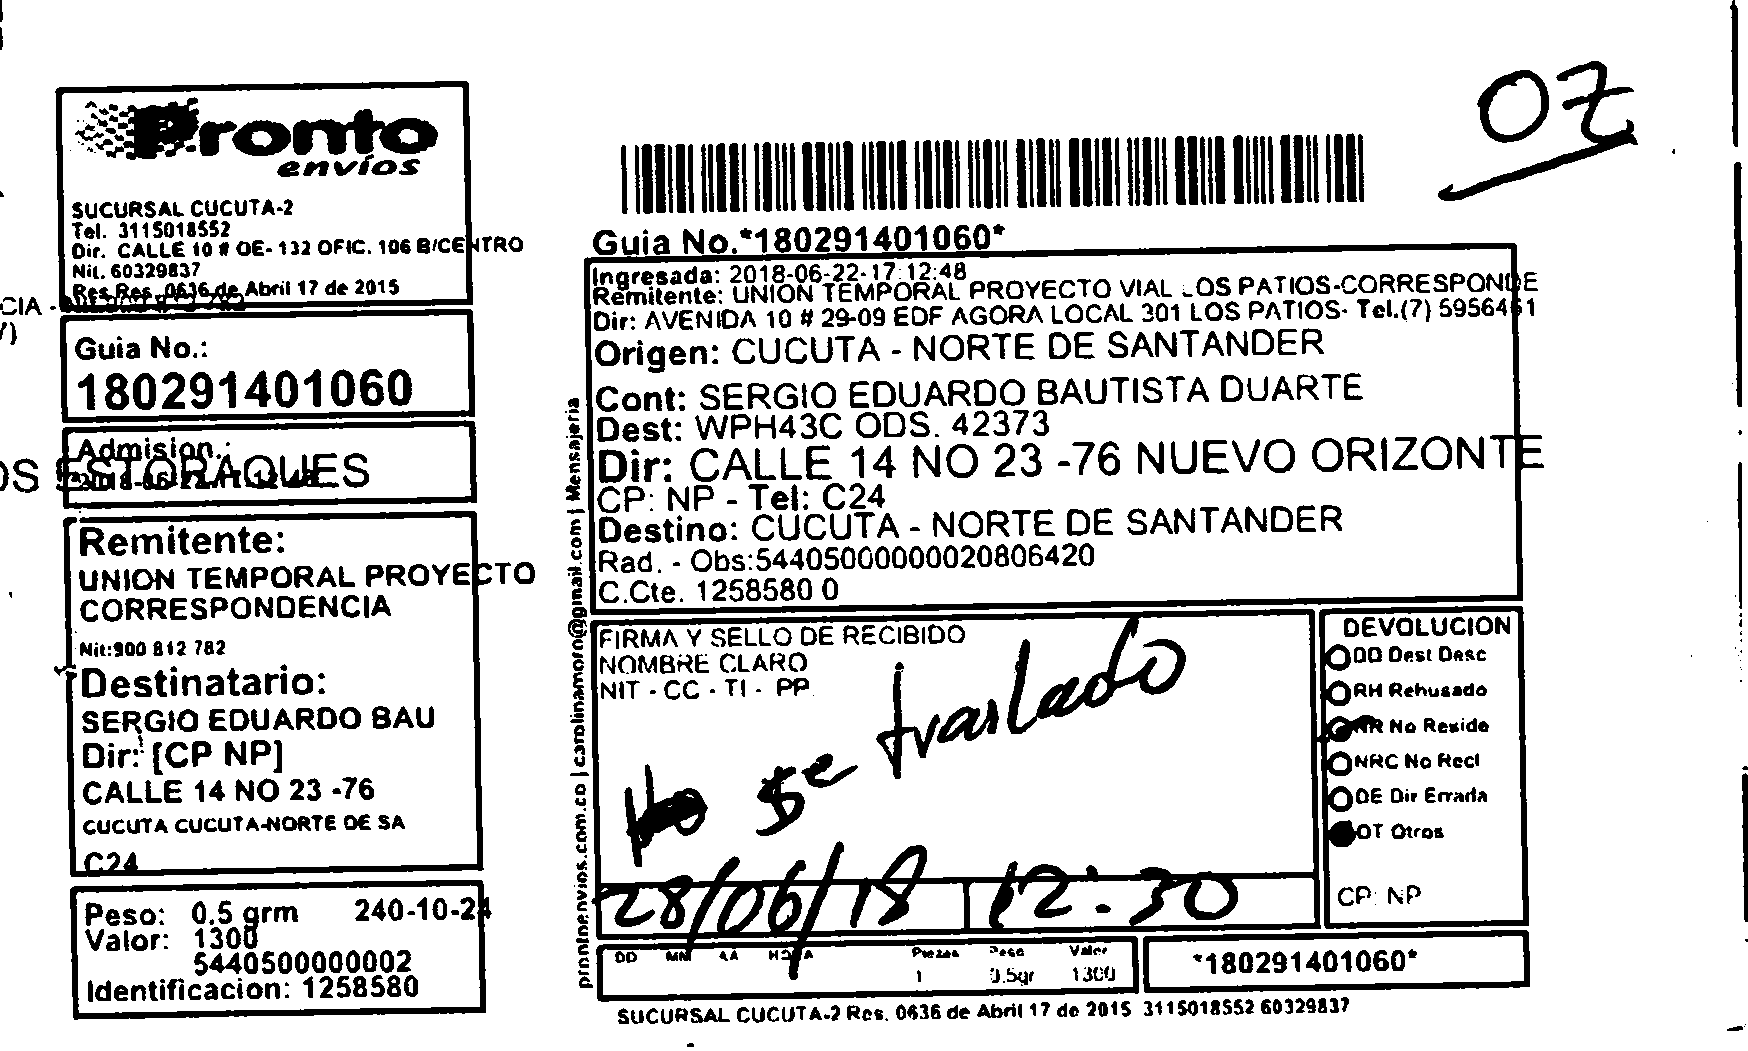 07
Pronto
envíos
SUCURSAL CUCUTA-2
Tel. 3115018552
Dir. CALLE 10 # OE- 132 OFIC. 106 B/CENTRO
Nit. 60329837
Res.Res. 0636 de Abril 17 de 2015
CIA -
Guia No.:
180291401060
Admision.:
OS ESTORAQUES
Remitente:
UNION TEMPORAL PROYECTO
CORRESPONDENCIA
Nit:900 812 782
Destinatario:
SERGIO EDUARDO BAU
Dir: [CP NP]
CALLE 14 NO 23 -76
CUCUTA CUCUTA-NORTE DE SA
C24
Peso: 0.5 grm 240-10-24
Valor: 1300
5440500000002
Identificacion: 1258580
prontoenvios.com.co | carolinamoro@gmail.com | Mensajeria
Guia No.*180291401060*
Ingresada: 2018-06-22-17:12:48
Remitente: UNION TEMPORAL PROYECTO VIAL LOS PATIOS-CORRESPONDE
Dir: AVENIDA 10 # 29-09 EDF AGORA LOCAL 301 LOS PATIOS- Tel.(7) 5956461
Origen: CUCUTA - NORTE DE SANTANDER
Cont: SERGIO EDUARDO BAUTISTA DUARTE
Dest: WPH43C ODS. 42373
Dir: CALLE 14 NO 23 -76 NUEVO ORIZONTE
CP: NP - Tel: C24
Destino: CUCUTA - NORTE DE SANTANDER
Rad. - Obs:54405000000020806420
C.Cte. 1258580 0
FIRMA Y SELLO DE RECIBIDO
NOMBRE CLARO
NIT - CC - TI - PP
se traslado
28/06/18 12:30
DD MM AA HORA Piezas Peso Valor
1 0.5gr 1300
DEVOLUCION
DD Dest Desc
RH Rehusado
NR No Reside
NRC No Recl
DE Dir Errada
OT Otros
CP: NP
*180291401060*
SUCURSAL CUCUTA-2 Res. 0636 de Abril 17 de 2015 3115018552 60329837